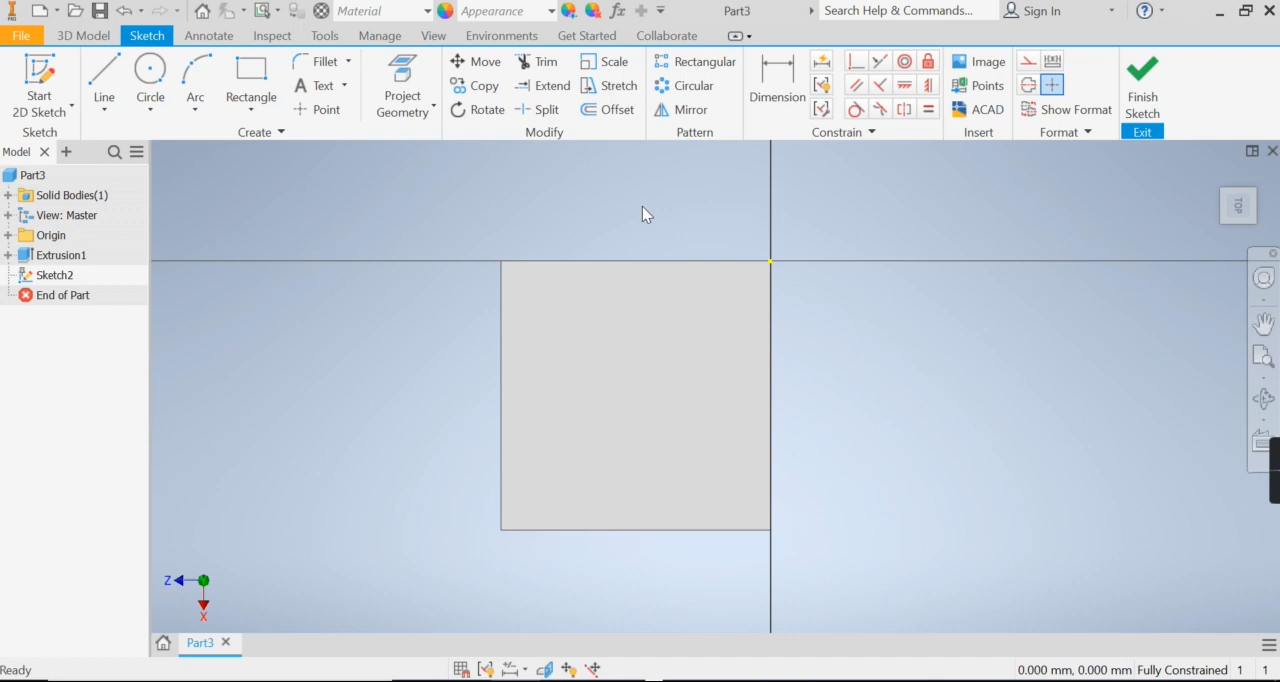 PRO
Material
Appearance
Part3
Search Help & Commands...
Sign In
File
3D Model
Sketch
Annotate
Inspect
Tools
Manage
View
Environments
Get Started
Collaborate
Start
2D Sketch
Line
Circle
Arc
Rectangle
Fillet
Text
Point
Project
Geometry
Move
Copy
Rotate
Trim
Extend
Split
Scale
Stretch
Offset
Rectangular
Circular
Mirror
Dimension
Image
Points
ACAD
Show Format
Finish
Sketch
Sketch
Create
Modify
Pattern
Constrain
Insert
Format
Exit
Model
Part3
Solid Bodies(1)
View: Master
Origin
Extrusion1
Sketch2
End of Part
TOP
Z
X
Part3
Ready
0.000 mm, 0.000 mm Fully Constrained 1 1